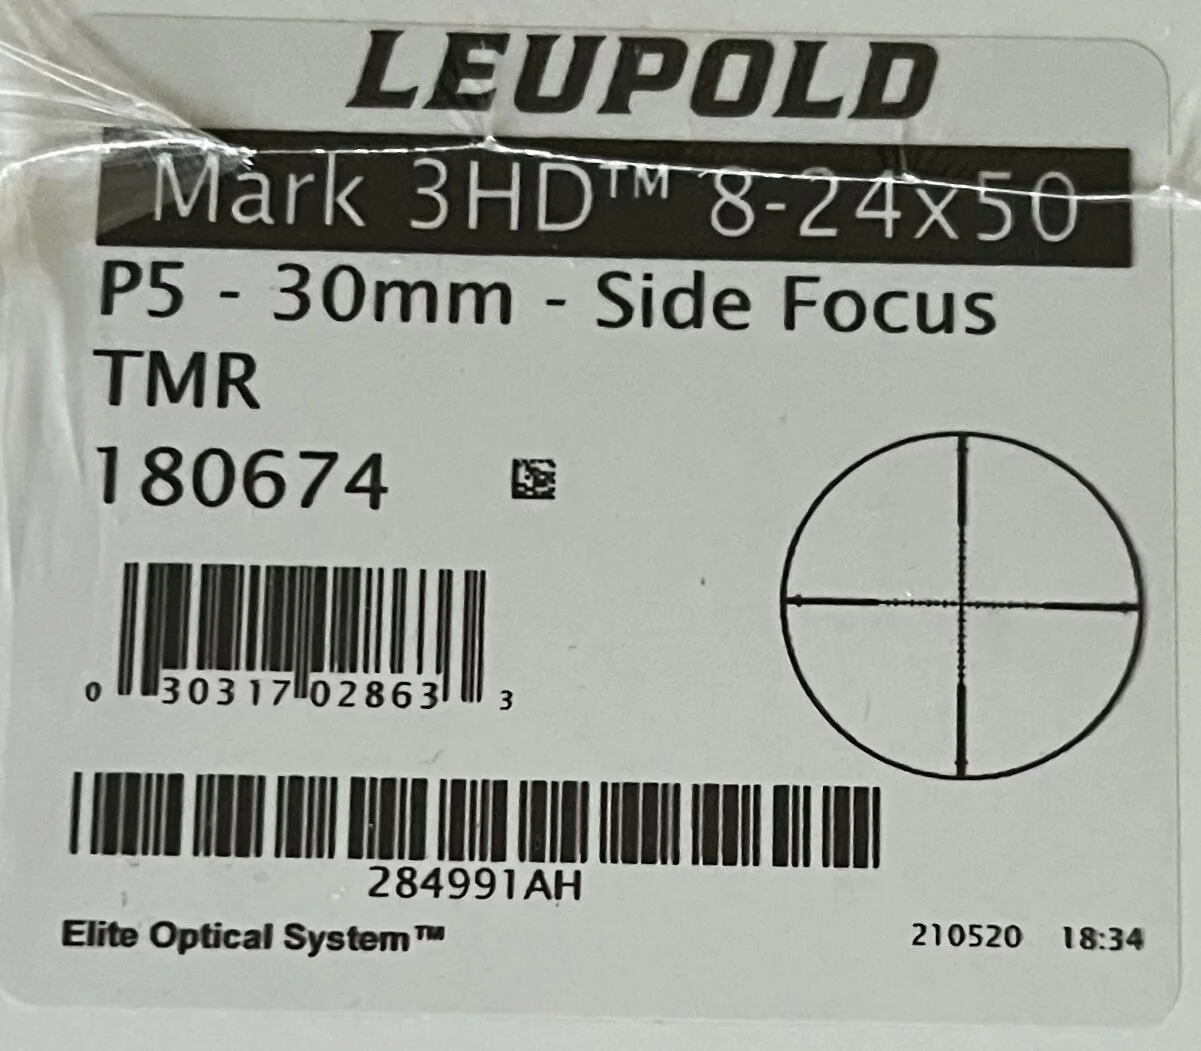 LEUPOLD
Mark 3HD™ 8-24x50
P5 - 30mm - Side Focus
TMR
180674
0 30317 02863 3
284991AH
Elite Optical System™
210520 18:34